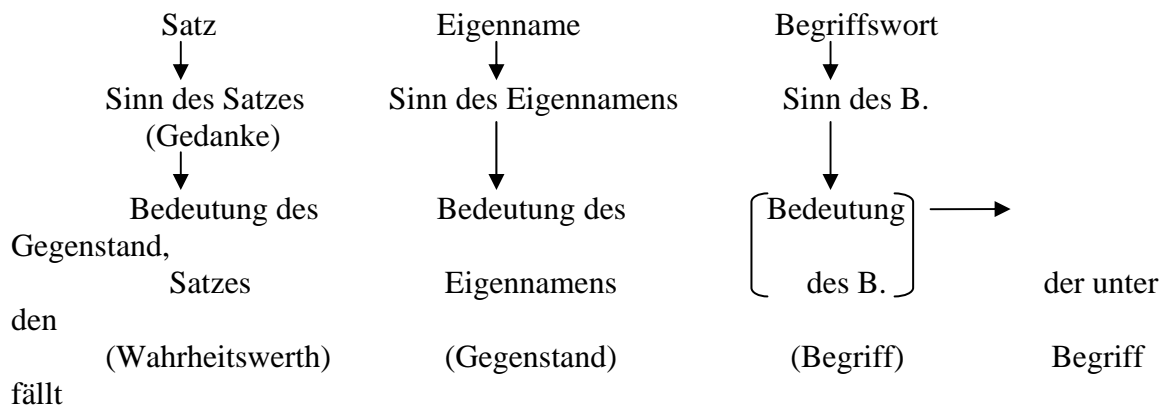 Satz Eigenname Begriffswort
Sinn des Satzes Sinn des Eigennamens Sinn des B.
(Gedanke)
Bedeutung des Bedeutung des Bedeutung
Gegenstand,
Satzes Eigennamens des B. der unter
den
(Wahrheitswerth) (Gegenstand) (Begriff) Begriff
fällt